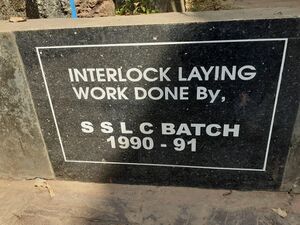 INTERLOCK LAYING
WORK DONE By,
S S L C BATCH
1990 - 91